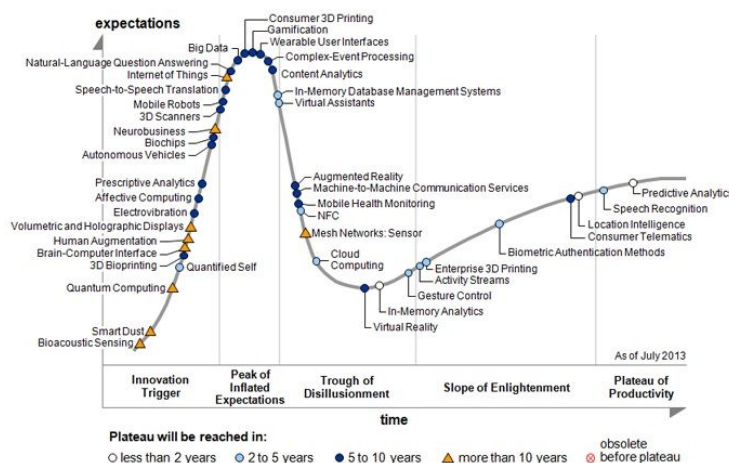 expectations
Consumer 3D Printing
Gamification
Wearable User Interfaces
Big Data
Complex-Event Processing
Natural-Language Question Answering
Content Analytics
Internet of Things
Speech-to-Speech Translation
In-Memory Database Management Systems
Mobile Robots
Virtual Assistants
3D Scanners
Neurobusiness
Biochips
Autonomous Vehicles
Augmented Reality
Prescriptive Analytics
Machine-to-Machine Communication Services
Predictive Analytics
Affective Computing
Mobile Health Monitoring
Speech Recognition
Electrovibration
NFC
Location Intelligence
Volumetric and Holographic Displays
Mesh Networks: Sensor
Consumer Telematics
Human Augmentation
Biometric Authentication Methods
Brain-Computer Interface
Cloud
Computing
3D Bioprinting
Quantified Self
Enterprise 3D Printing
Activity Streams
Quantum Computing
Gesture Control
In-Memory Analytics
Smart Dust
Virtual Reality
Bioacoustic Sensing
As of July 2013
Innovation
Trigger
Peak of
Inflated
Expectations
Trough of
Disillusionment
Slope of Enlightenment
Plateau of
Productivity
time
Plateau will be reached in:
less than 2 years
2 to 5 years
5 to 10 years
more than 10 years
obsolete
before plateau